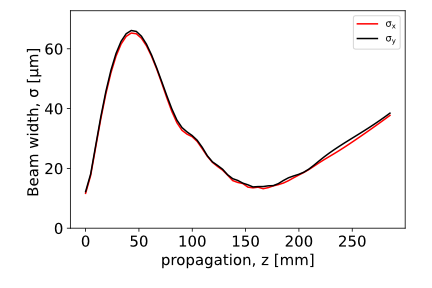 σx
σy
Beam width, σ [μm]
60
40
20
0
0 50 100 150 200 250
propagation, z [mm]